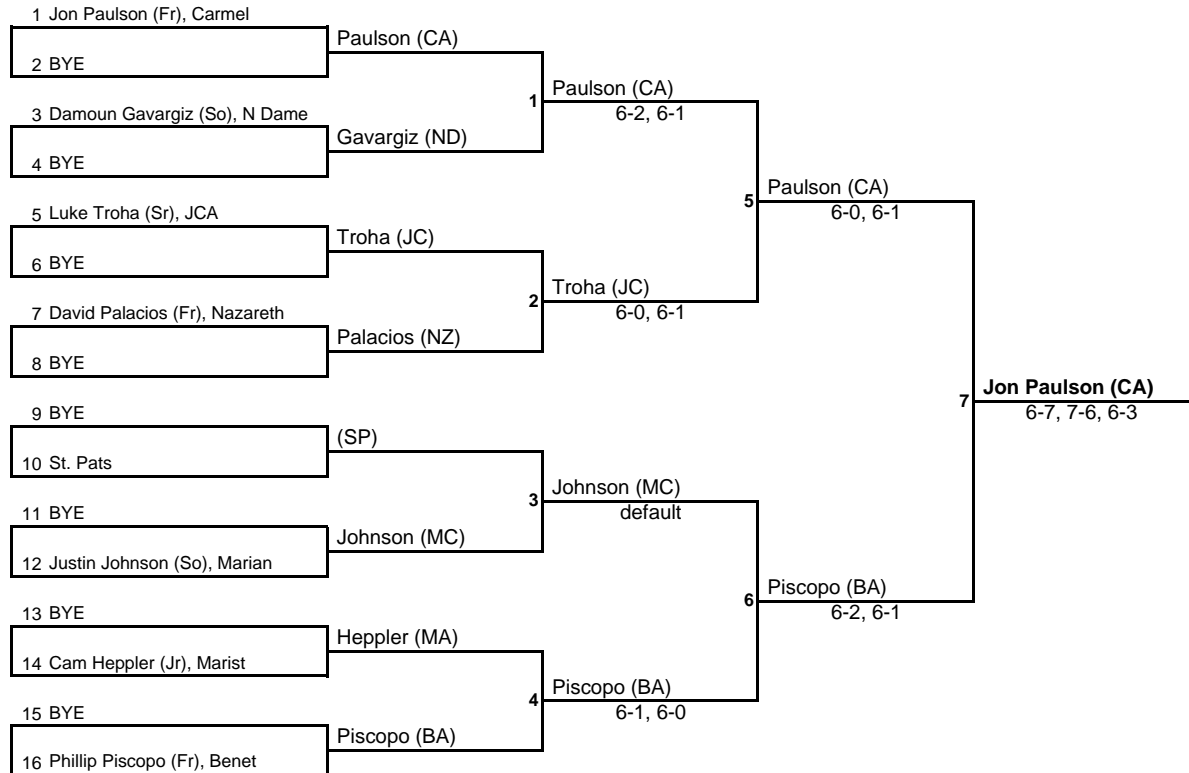 1 Jon Paulson (Fr), Carmel
Paulson (CA)
2 BYE
1 Paulson (CA)
6-2, 6-1
3 Damoun Gavargiz (So), N Dame
Gavargiz (ND)
4 BYE
5 Paulson (CA)
6-0, 6-1
5 Luke Troha (Sr), JCA
Troha (JC)
6 BYE
2 Troha (JC)
6-0, 6-1
7 David Palacios (Fr), Nazareth
Palacios (NZ)
8 BYE
7 Jon Paulson (CA)
6-7, 7-6, 6-3
9 BYE
(SP)
10 St. Pats
3 Johnson (MC)
default
11 BYE
Johnson (MC)
12 Justin Johnson (So), Marian
6 Piscopo (BA)
6-2, 6-1
13 BYE
Heppler (MA)
14 Cam Heppler (Jr), Marist
4 Piscopo (BA)
6-1, 6-0
15 BYE
Piscopo (BA)
16 Phillip Piscopo (Fr), Benet